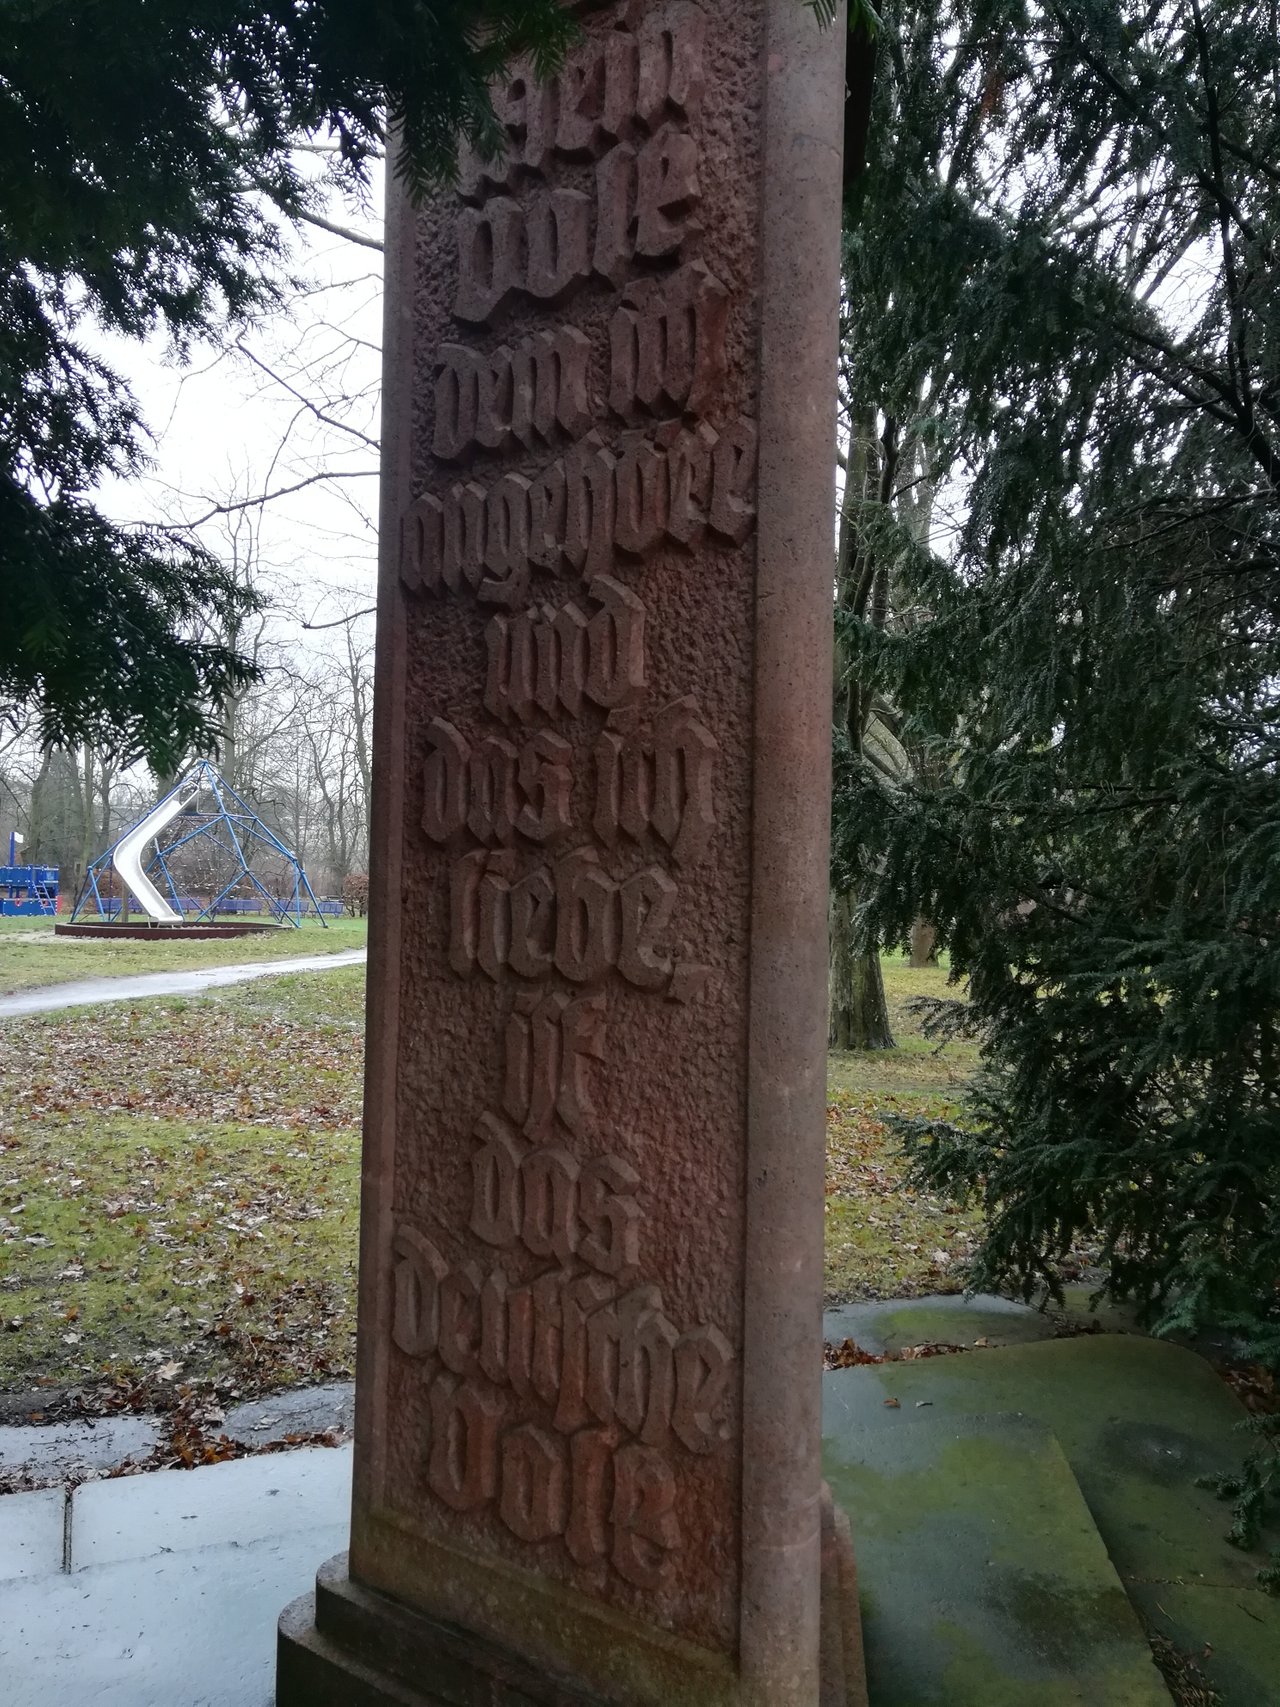 Volk
dem ich
angehöre
und
das ich
liebe,
ist
das
deutsche
Volk